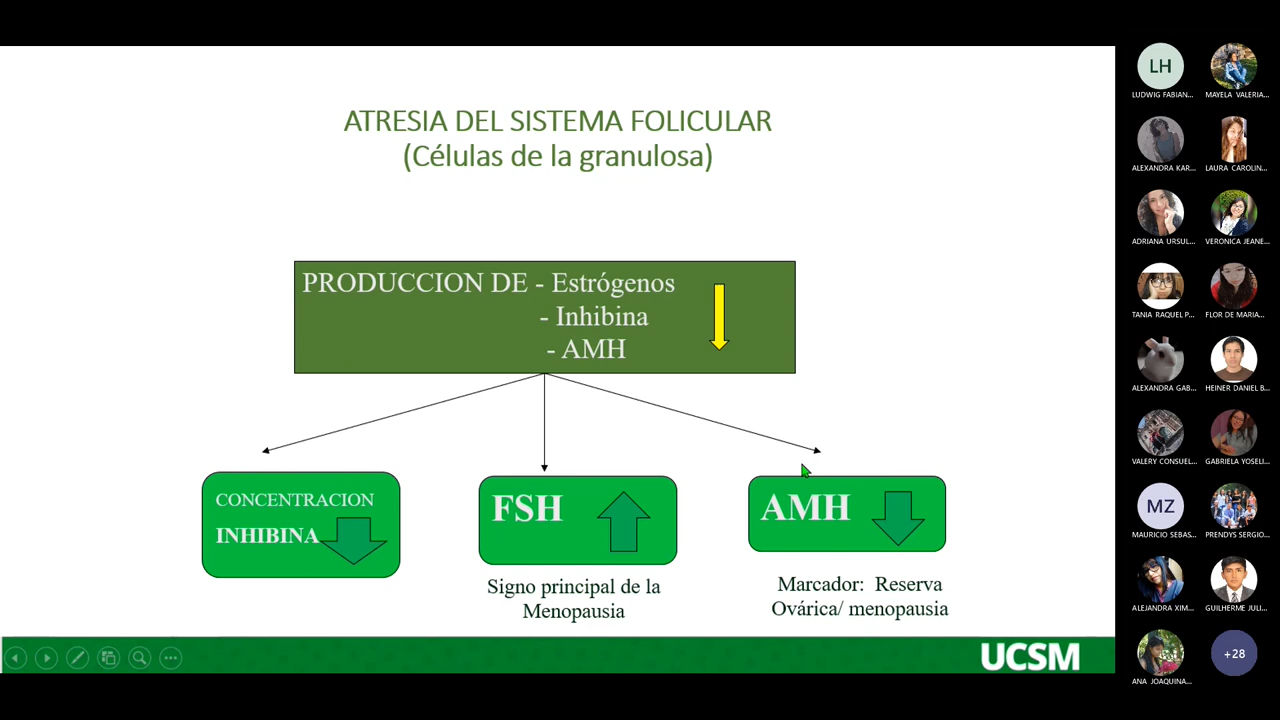 ATRESIA DEL SISTEMA FOLICULAR
(Células de la granulosa)
PRODUCCION DE - Estrógenos
- Inhibina
- AMH
CONCENTRACION
INHIBINA
FSH
AMH
Signo principal de la
Menopausia
Marcador: Reserva
Ovárica/ menopausia
UCSM
LH
LUDWIG FABIAN...
MAYELA VALERIA...
ALEXANDRA KAR...
LAURA CAROLIN...
ADRIANA URSUL...
VERONICA JEANE...
TANIA RAQUEL P...
FLOR DE MARIA...
ALEXANDRA GAB...
HEINER DANIEL B...
VALERY CONSUEL...
GABRIELA YOSELI...
MZ
MAURICIO SEBAS...
PRENDYS SERGIO...
ALEJANDRA XIM...
GUILHERME JULI...
ANA JOAQUINA...
+28